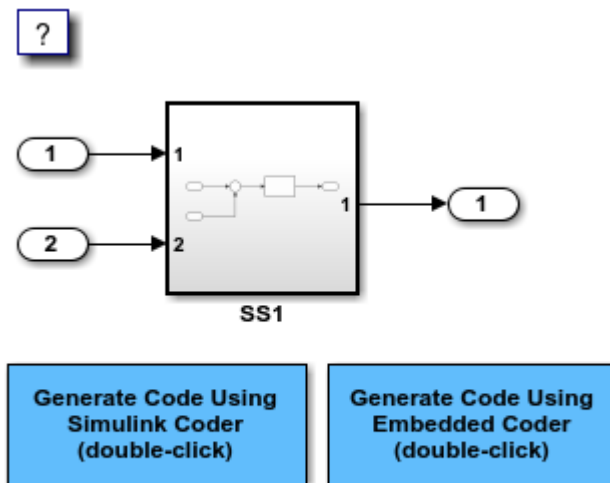 ?
1
1
1
1
2
2
SS1
Generate Code Using
Simulink Coder
(double-click)
Generate Code Using
Embedded Coder
(double-click)